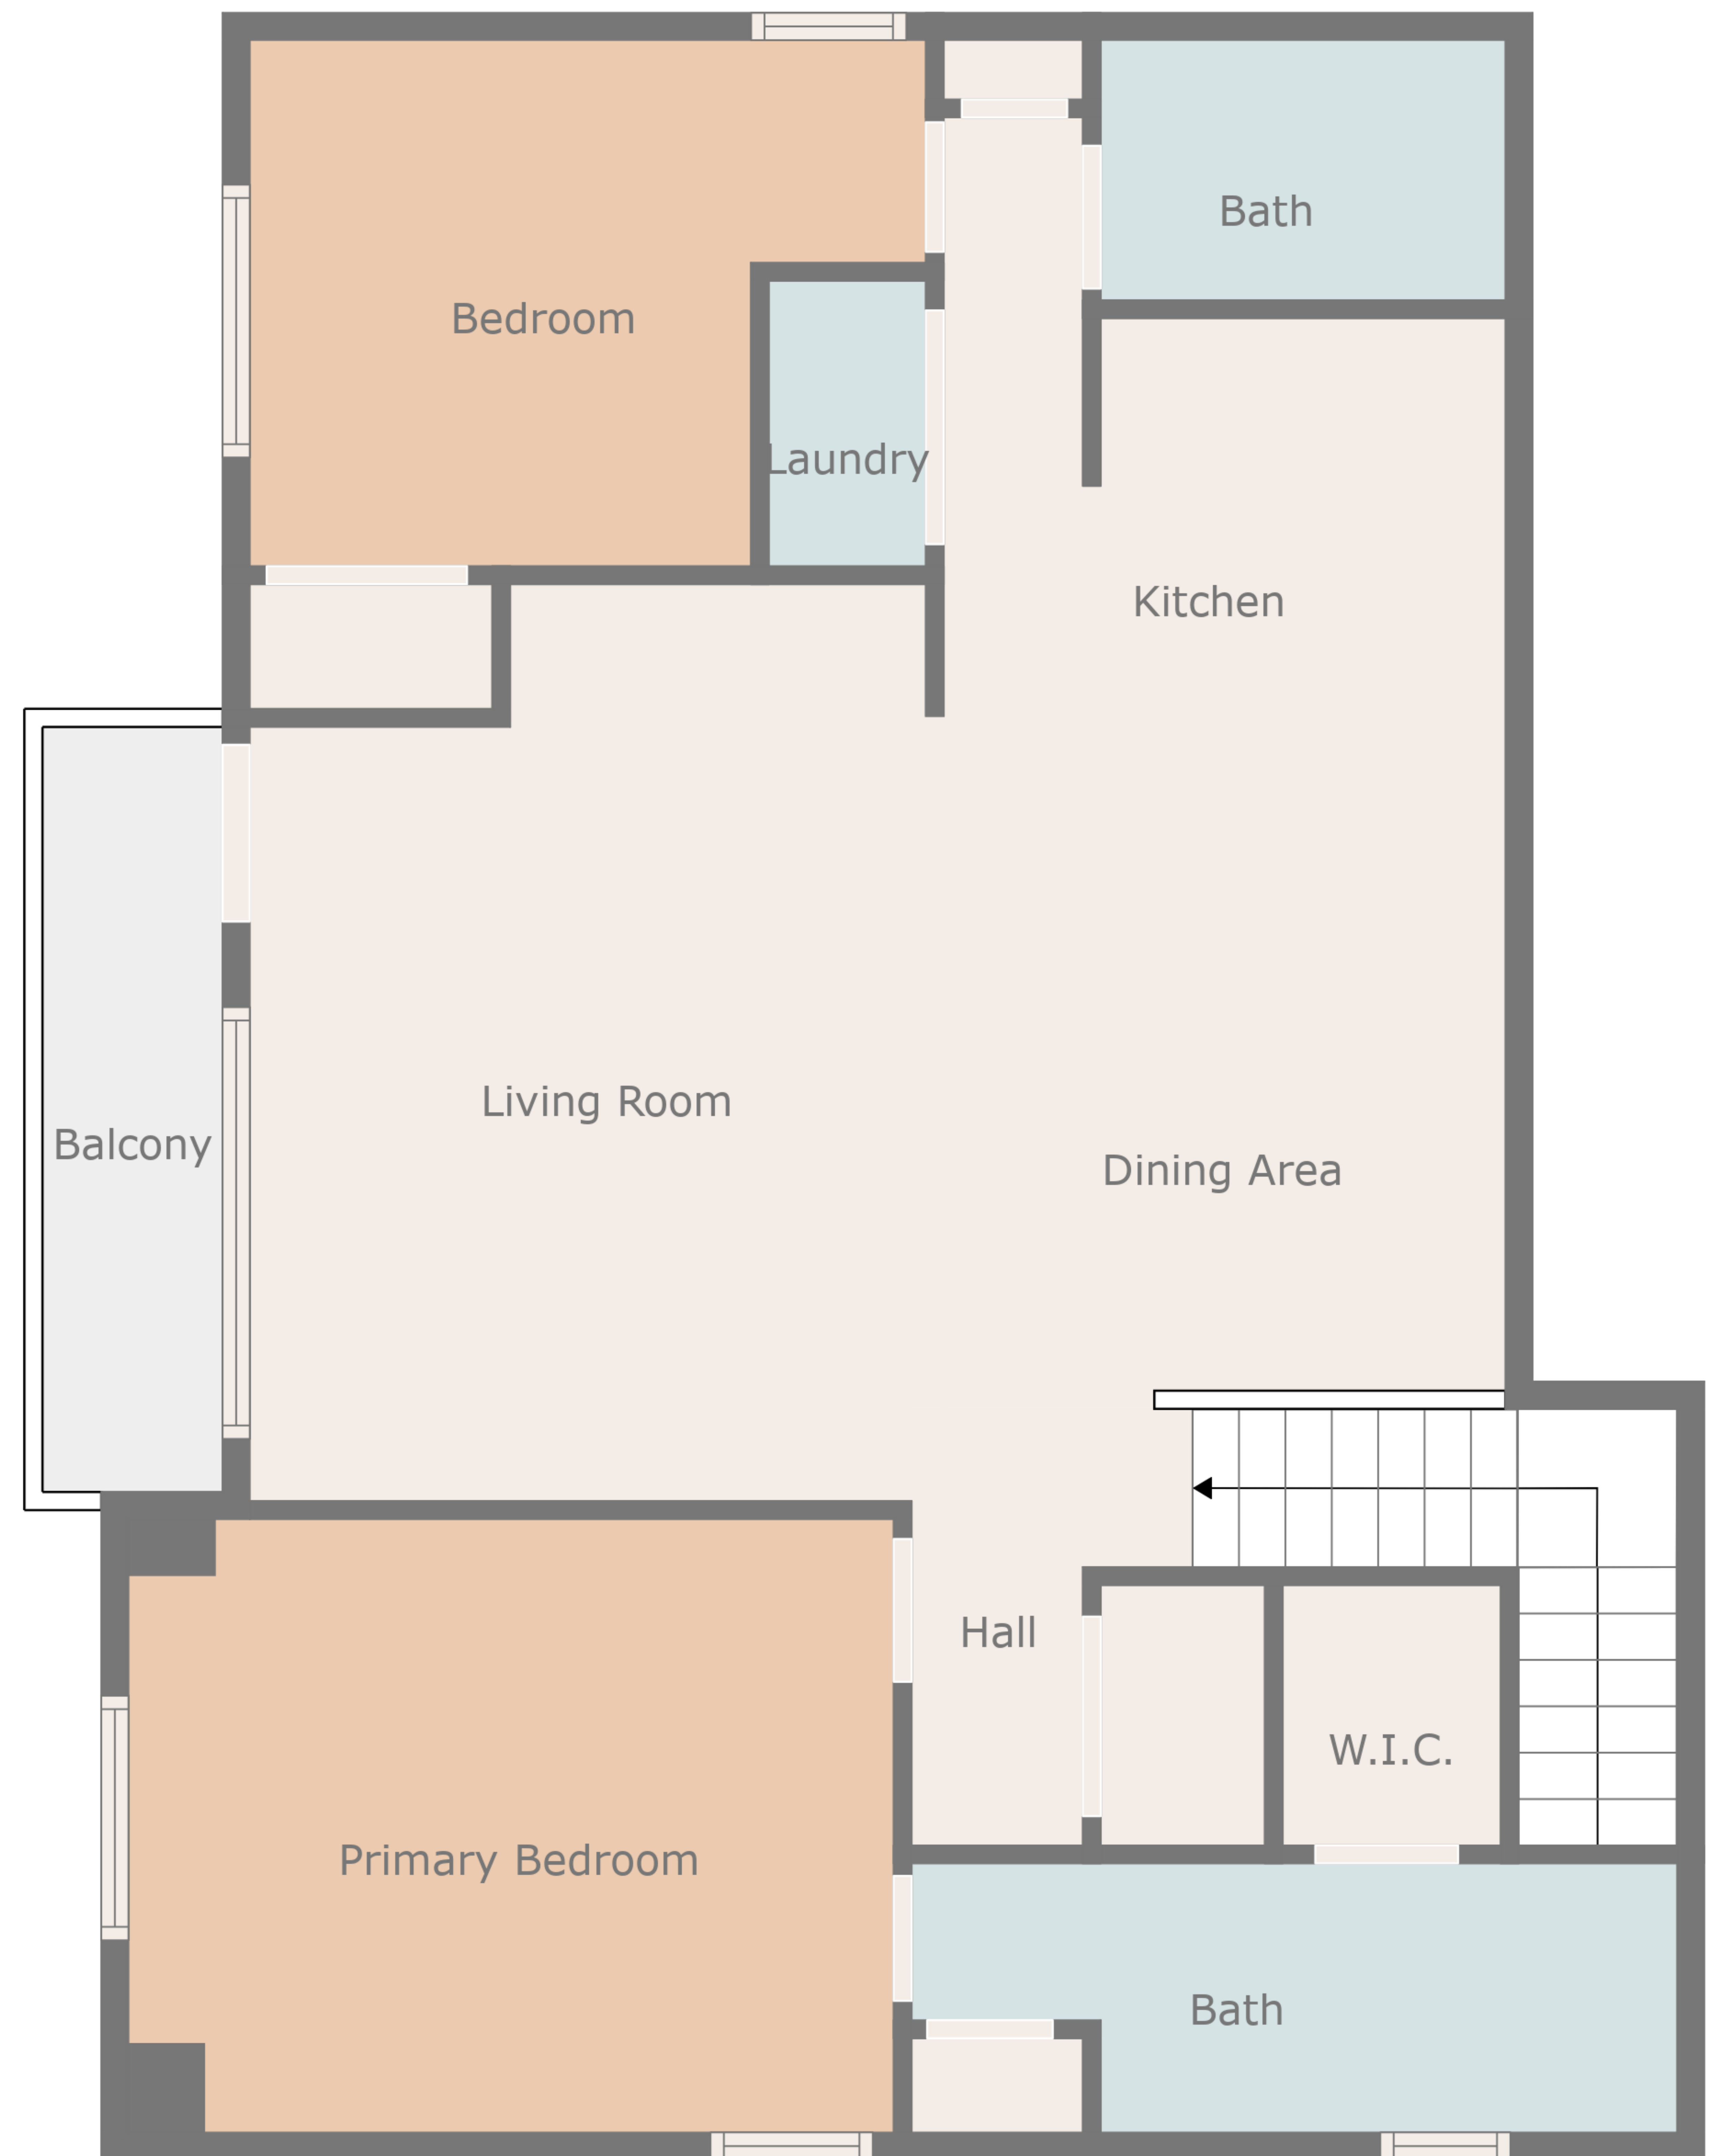 Bath
Bedroom
Laundry
Kitchen
Living Room
Balcony
Dining Area
Hall
W.I.C.
Primary Bedroom
Bath